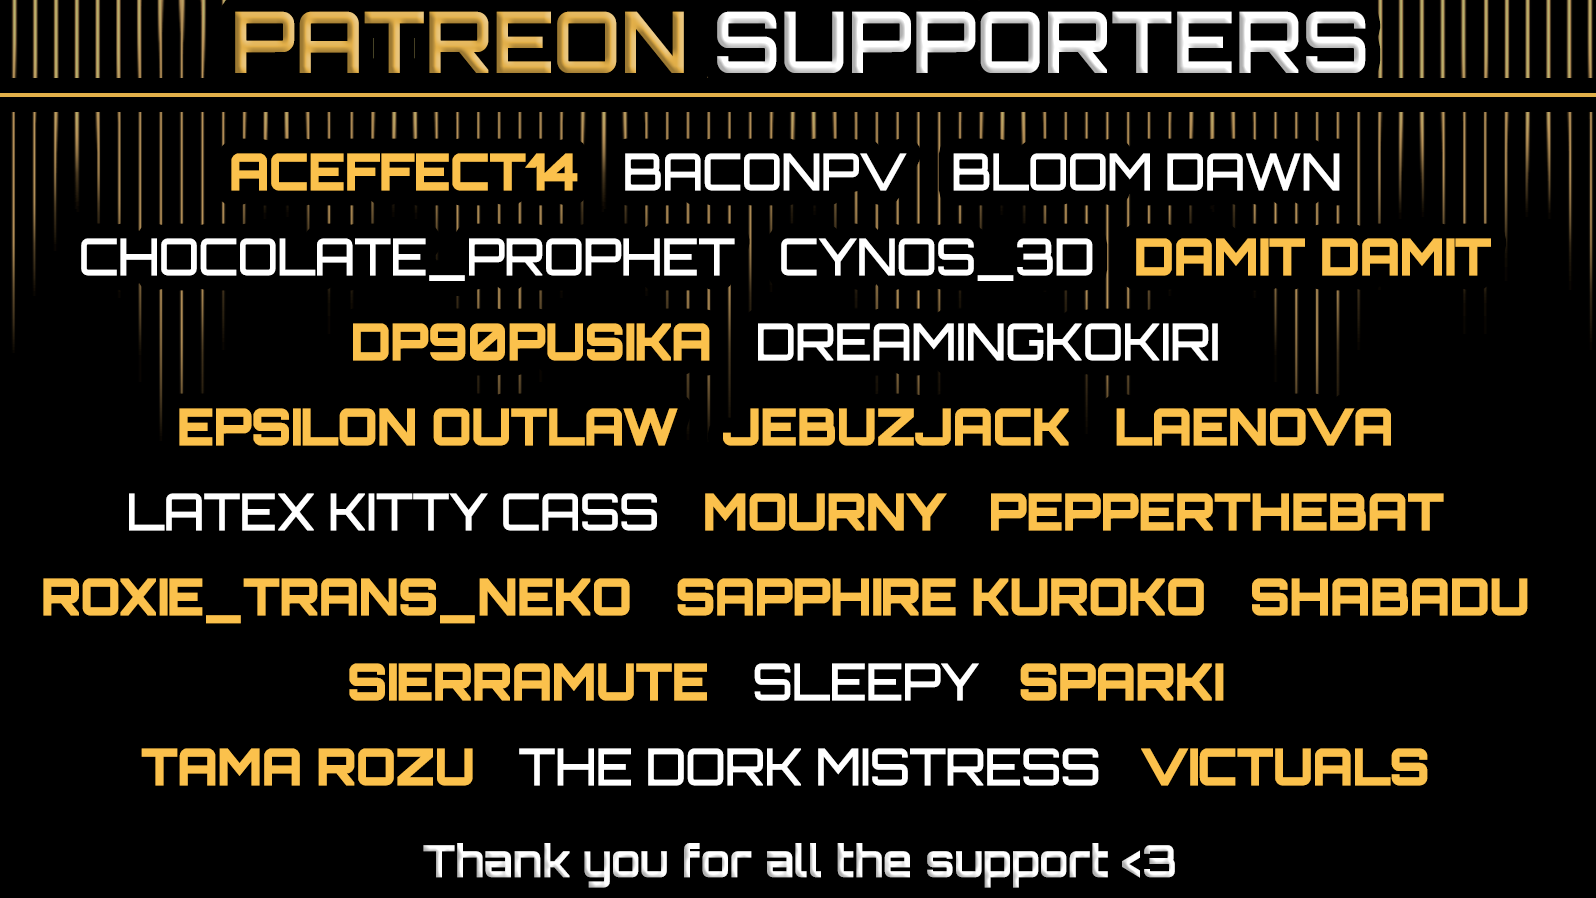 PATREON SUPPORTERS
ACEFFECT14 BACONPV BLOOM DAWN
CHOCOLATE_PROPHET CYNOS_3D DAMIT DAMIT
DP90PUSIKA DREAMINGKOKIRI
EPSILON OUTLAW JEBUZJACK LAENOVA
LATEX KITTY CASS MOURNY PEPPERTHEBAT
ROXIE_TRANS_NEKO SAPPHIRE KUROKO SHABADU
SIERRAMUTE SLEEPY SPARKI
TAMA ROZU THE DORK MISTRESS VICTUALS
Thank you for all the support <3